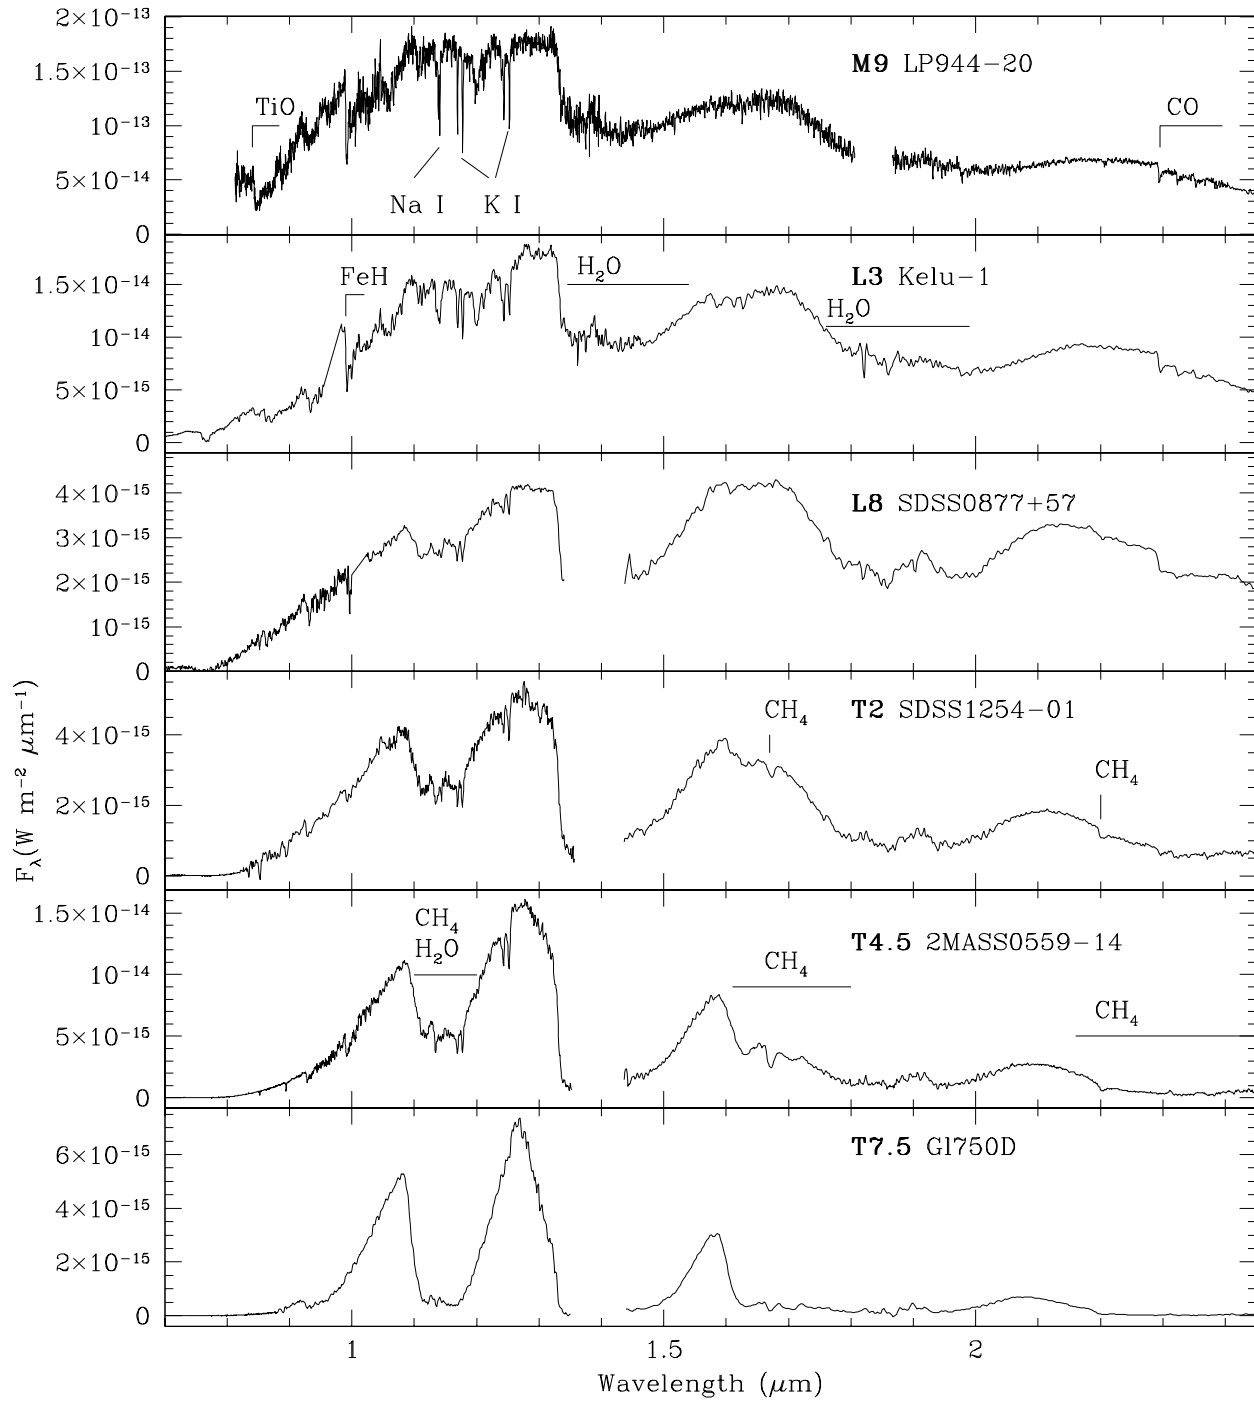 2×10⁻¹³
1.5×10⁻¹³
10⁻¹³
5×10⁻¹⁴
0
M9 LP944−20
TiO
CO
Na I
K I
1.5×10⁻¹⁴
10⁻¹⁴
5×10⁻¹⁵
0
FeH
H₂O
L3 Kelu−1
H₂O
4×10⁻¹⁵
3×10⁻¹⁵
2×10⁻¹⁵
10⁻¹⁵
0
L8 SDSS0877+57
F_λ(W m⁻² μm⁻¹)
4×10⁻¹⁵
2×10⁻¹⁵
0
CH₄
T2 SDSS1254−01
CH₄
1.5×10⁻¹⁴
10⁻¹⁴
5×10⁻¹⁵
0
CH₄
H₂O
T4.5 2MASS0559−14
CH₄
CH₄
6×10⁻¹⁵
4×10⁻¹⁵
2×10⁻¹⁵
0
T7.5 Gl750D
1
1.5
2
Wavelength (μm)